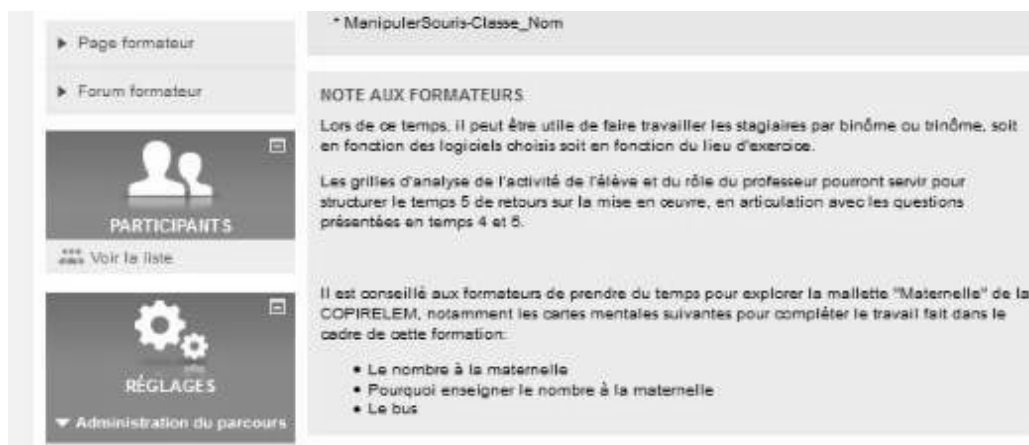 Page formateur
Forum formateur
PARTICIPANTS
Voir la liste
RÉGLAGES
Administration du parcours
* ManipulerSouris-Classe_Nom
NOTE AUX FORMATEURS
Lors de ce temps, il peut être utile de faire travailler les stagiaires par binôme ou trinôme, soit
en fonction des logiciels choisis soit en fonction du lieu d'exercice.
Les grilles d'analyse de l'activité de l'élève et du rôle du professeur pourront servir pour
structurer le temps 5 de retours sur la mise en œuvre, en articulation avec les questions
présentées en temps 4 et 5.
Il est conseillé aux formateurs de prendre du temps pour explorer la mallette "Maternelle" de la
COPIRELEM, notamment les cartes mentales suivantes pour compléter le travail fait dans le
cadre de cette formation:
• Le nombre à la maternelle
• Pourquoi enseigner le nombre à la maternelle
• Le bus